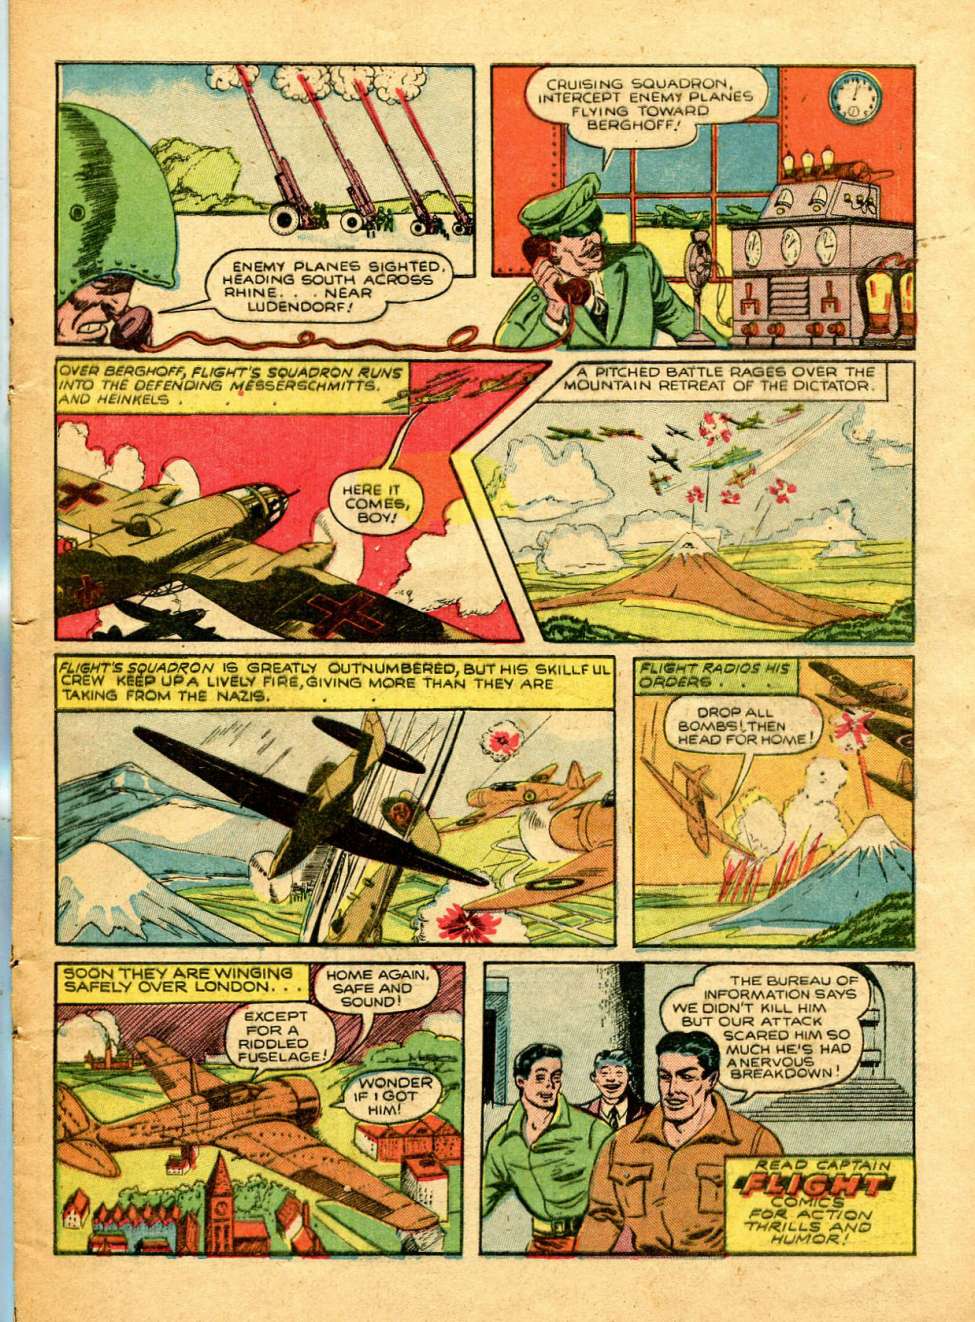 ENEMY PLANES SIGHTED,
HEADING SOUTH ACROSS
RHINE. . . NEAR
LUDENDORF!
CRUISING SQUADRON,
INTERCEPT ENEMY PLANES
FLYING TOWARD
BERGHOFF!
OVER BERGHOFF, FLIGHT'S SQUADRON RUNS
INTO THE DEFENDING MESSERSCHMITTS.
AND HEINKELS . . . .
HERE IT
COMES,
BOY!
A PITCHED BATTLE RAGES OVER THE
MOUNTAIN RETREAT OF THE DICTATOR.
FLIGHT'S SQUADRON IS GREATLY OUTNUMBERED, BUT HIS SKILLFUL
CREW KEEP UP A LIVELY FIRE, GIVING MORE THAN THEY ARE
TAKING FROM THE NAZIS. . .
FLIGHT RADIOS HIS
ORDERS . . . .
DROP ALL
BOMBS! THEN
HEAD FOR HOME!
SOON THEY ARE WINGING
SAFELY OVER LONDON. . .
HOME AGAIN,
SAFE AND
SOUND!
EXCEPT
FOR A
RIDDLED
FUSELAGE!
WONDER
IF I GOT
HIM!
THE BUREAU OF
INFORMATION SAYS
WE DIDN'T KILL HIM
BUT OUR ATTACK
SCARED HIM SO
MUCH HE'S HAD
A NERVOUS
BREAKDOWN!
READ CAPTAIN
FLIGHT
COMICS
FOR ACTION
THRILLS AND
HUMOR!